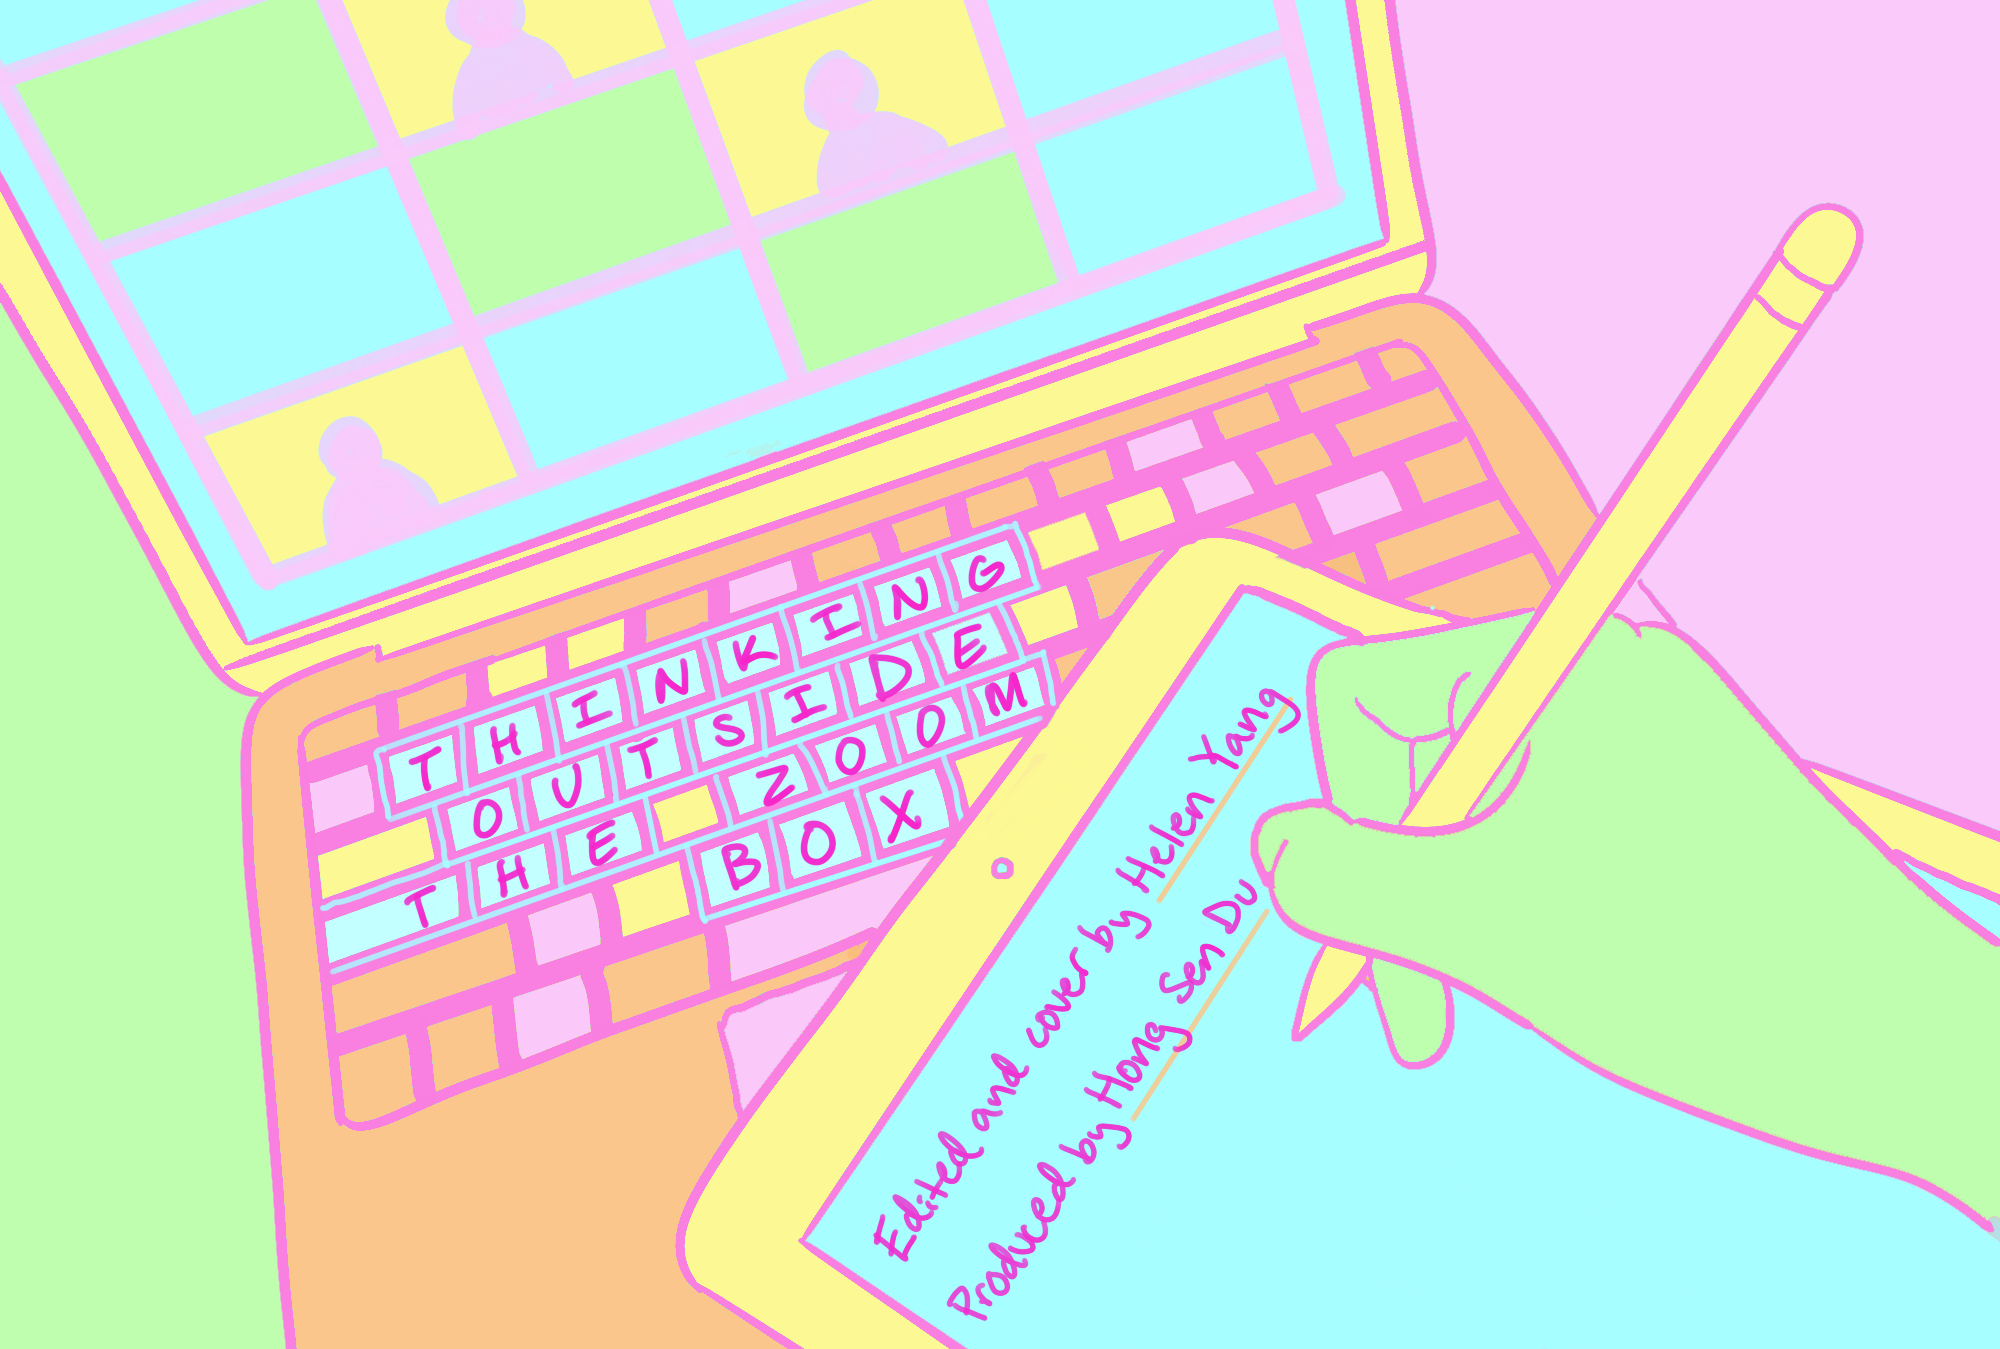 THINKING
OUTSIDE
THE ZOOM
BOX
Edited and cover by Helen Yang
Produced by Hong Sen Du